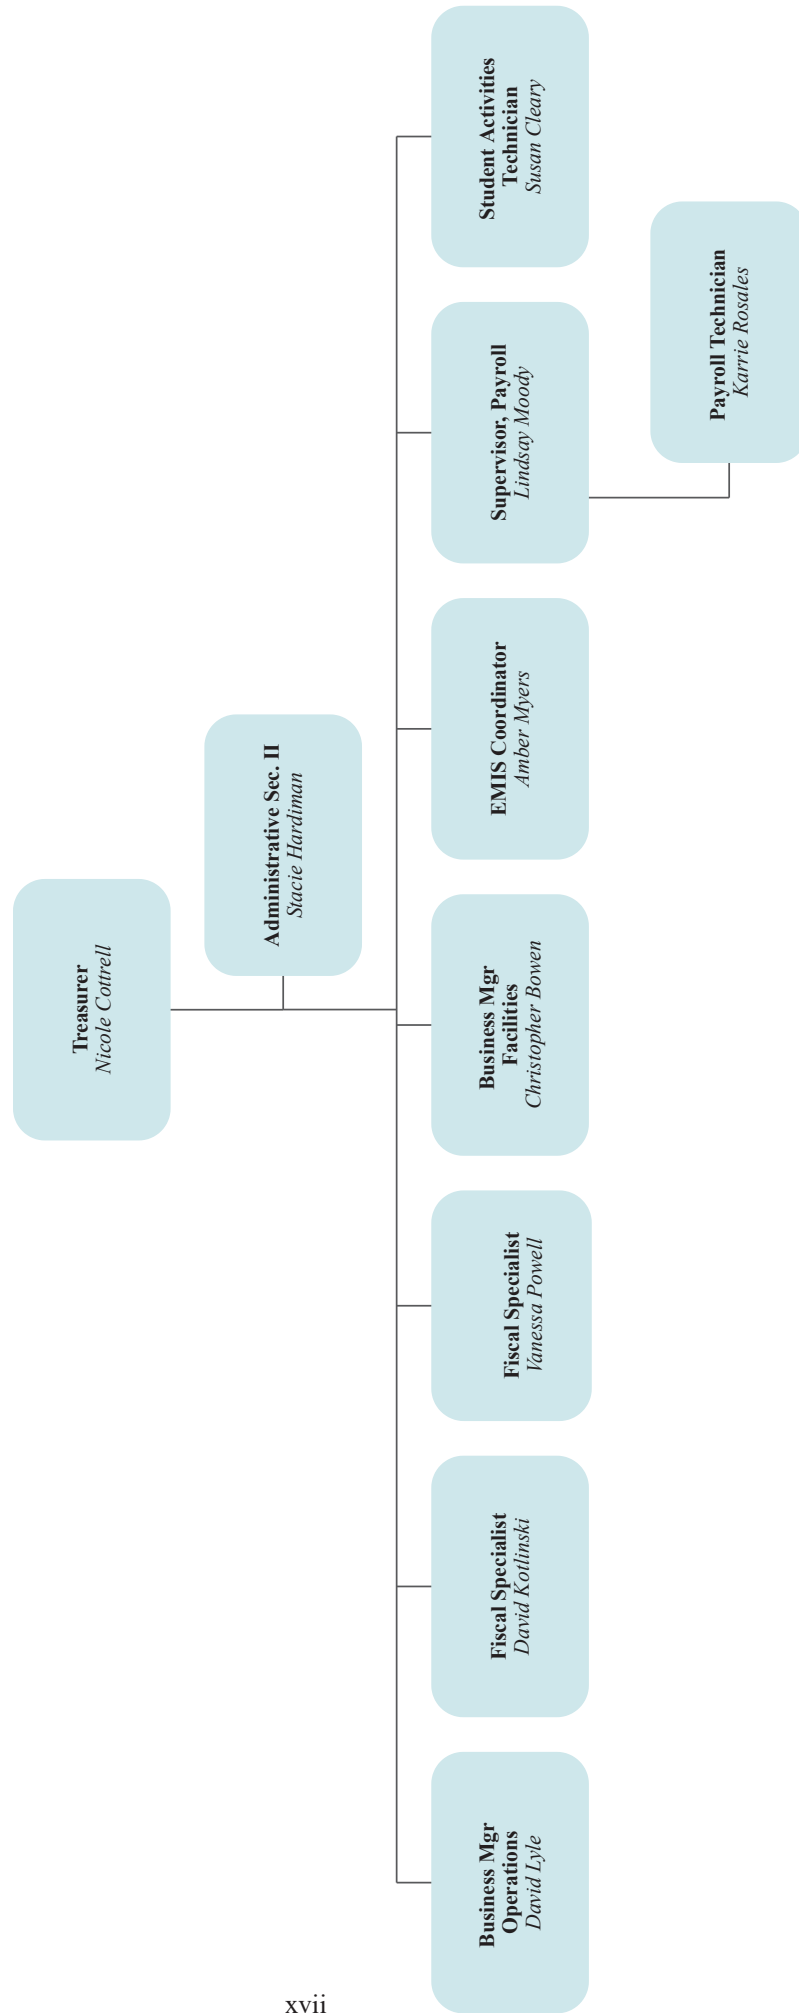 Treasurer
Nicole Cottrell
Administrative Sec. II
Stacie Hardiman
Business Mgr
Operations
David Lyle
Fiscal Specialist
David Kotlinski
Fiscal Specialist
Vanessa Powell
Business Mgr
Facilities
Christopher Bowen
EMIS Coordinator
Amber Myers
Supervisor, Payroll
Lindsay Moody
Student Activities
Technician
Susan Cleary
Payroll Technician
Karrie Rosales
xvii